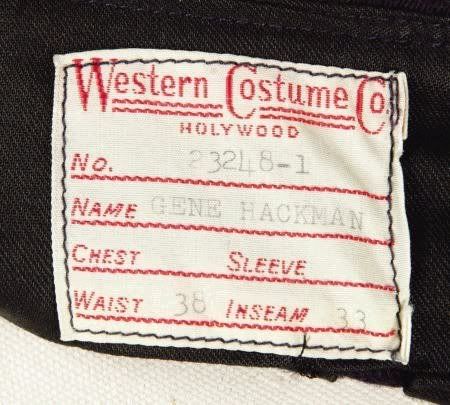 Western Costume Co.
HOLYWOOD
No. 23248-1
NAME GENE HACKMAN
CHEST SLEEVE
WAIST 38 INSEAM 33